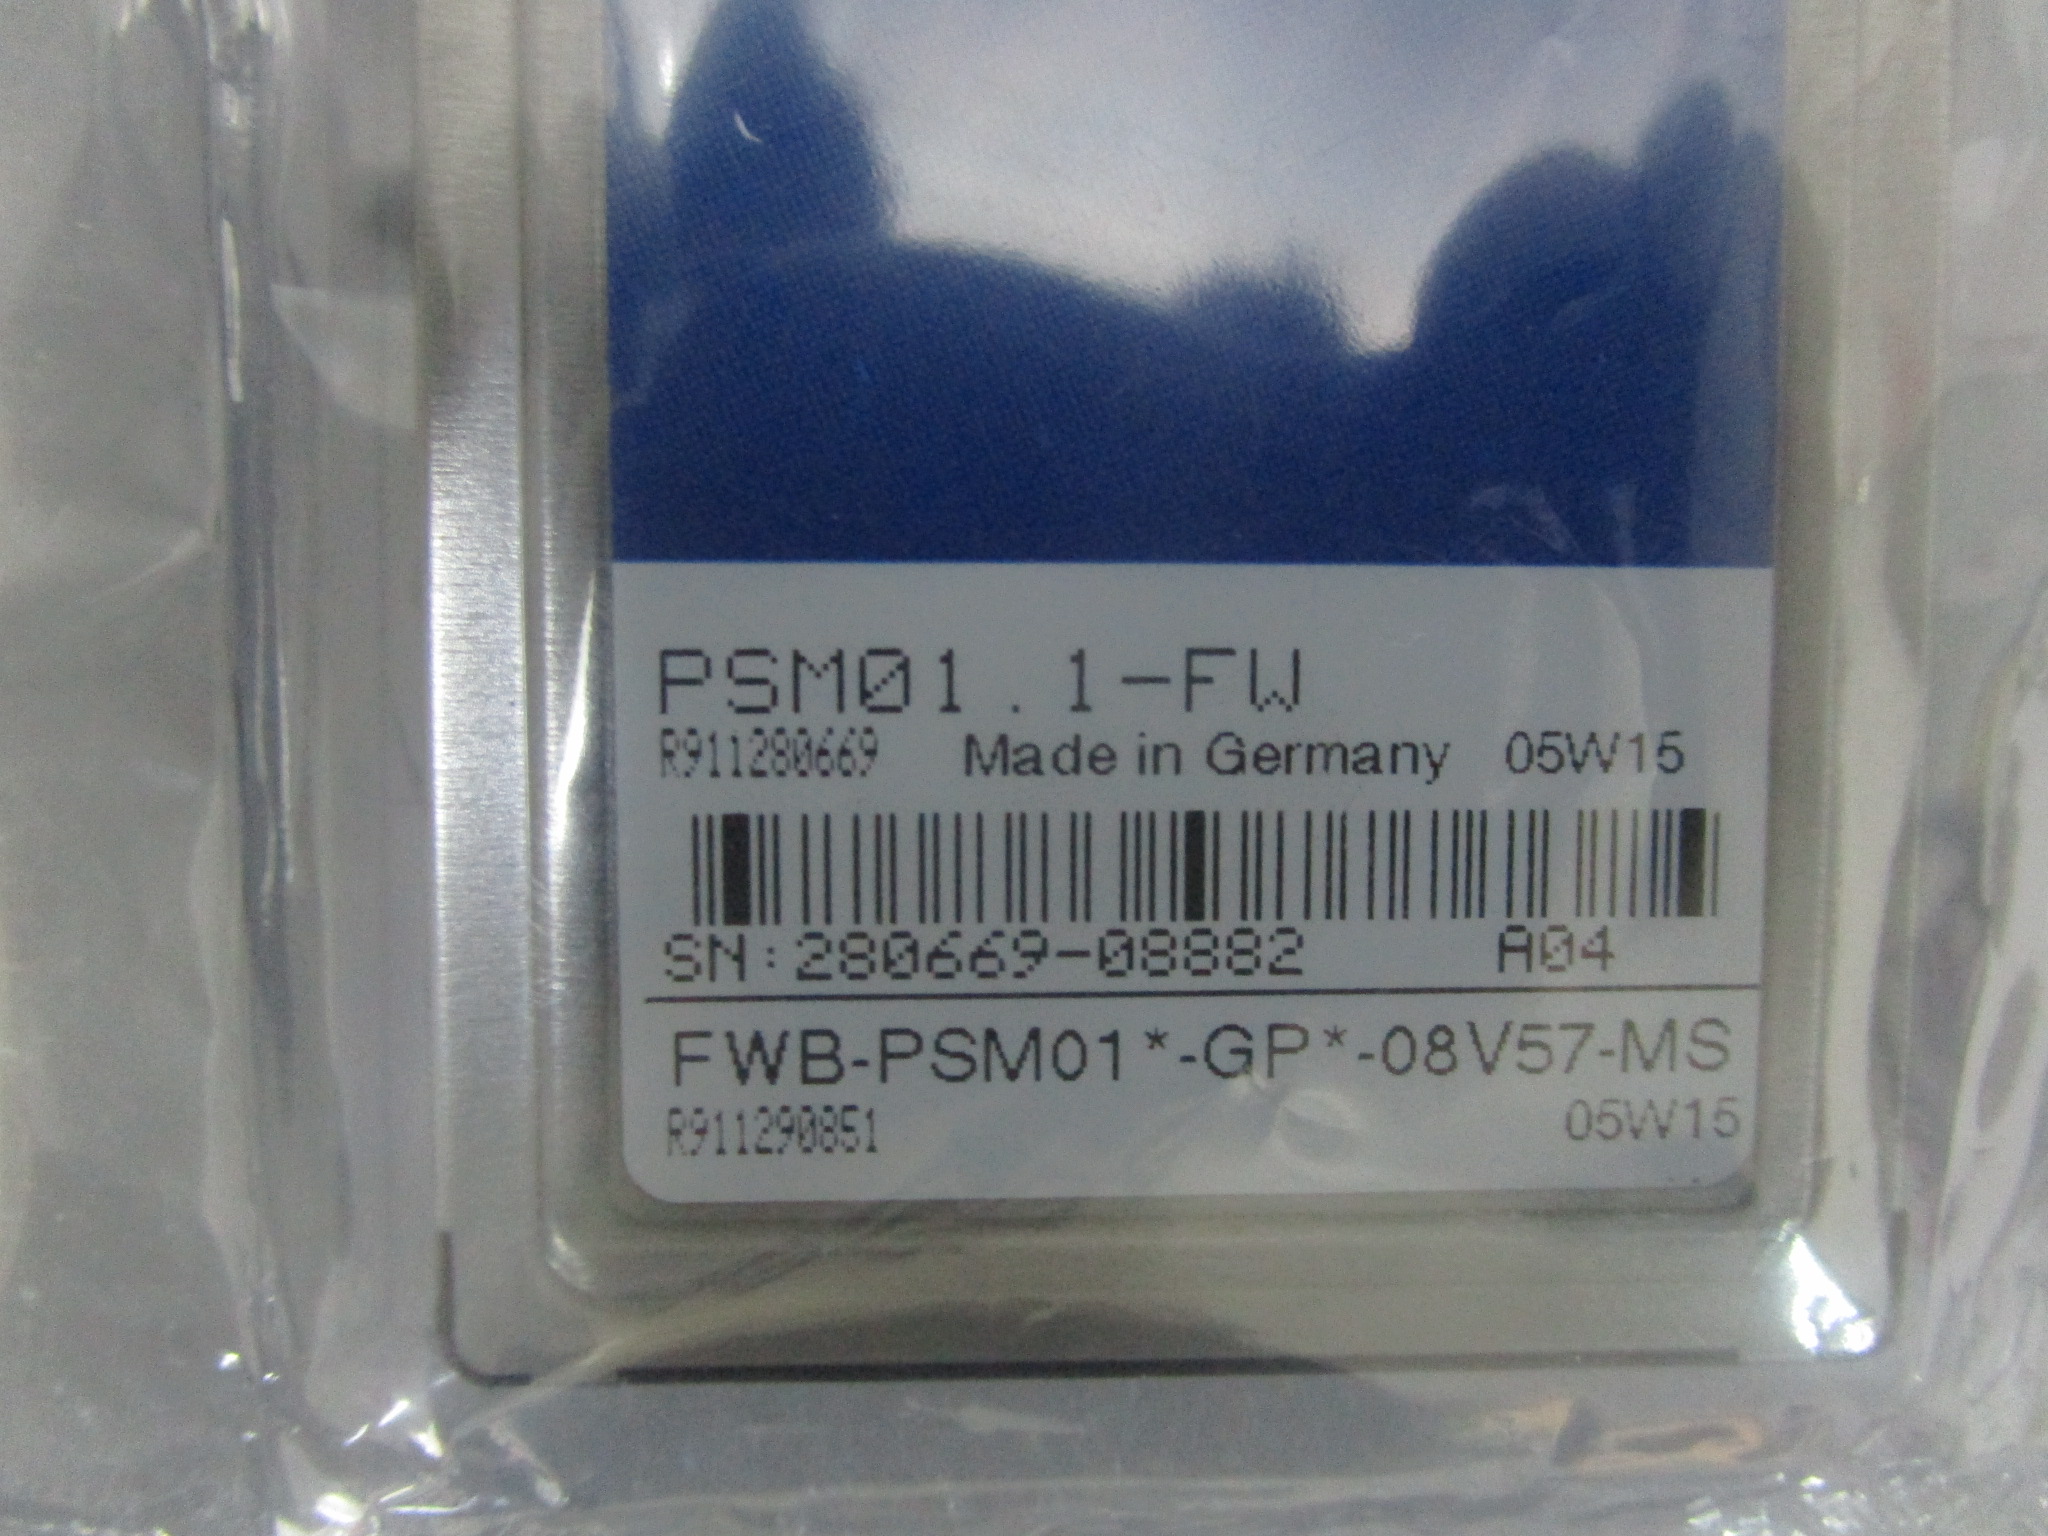 PSM01.1-FW
R911280669 Made in Germany 05W15
SN:280669-08882 A04
FWB-PSM01*-GP*-08V57-MS
R911290851 05W15